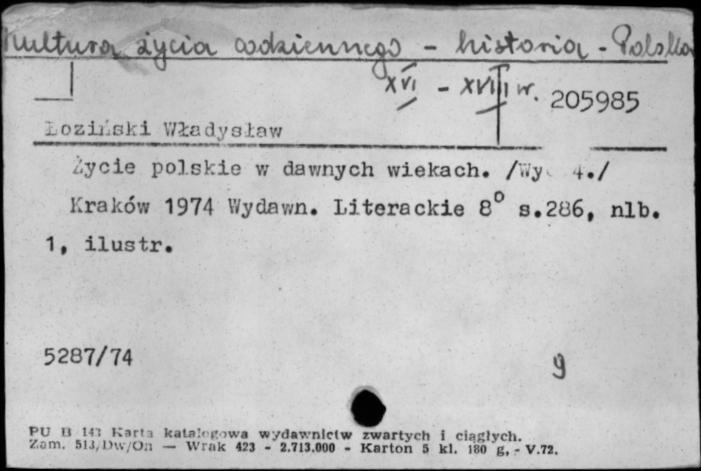 Kultura życia codziennego - historia - Polska
XVI - XVIII w.
205985
Łoziński Władysław
Życie polskie w dawnych wiekach. /Wy 4./
Kraków 1974 Wydawn. Literackie 8° s.286, nlb.
1, ilustr.
5287/74
9
PU B 143 Karta katalogowa wydawnictw zwartych i ciągłych.
Zam. 513/Dw/On — Wrak 423 - 2.713.000 - Karton 5 kl. 180 g, - V.72.